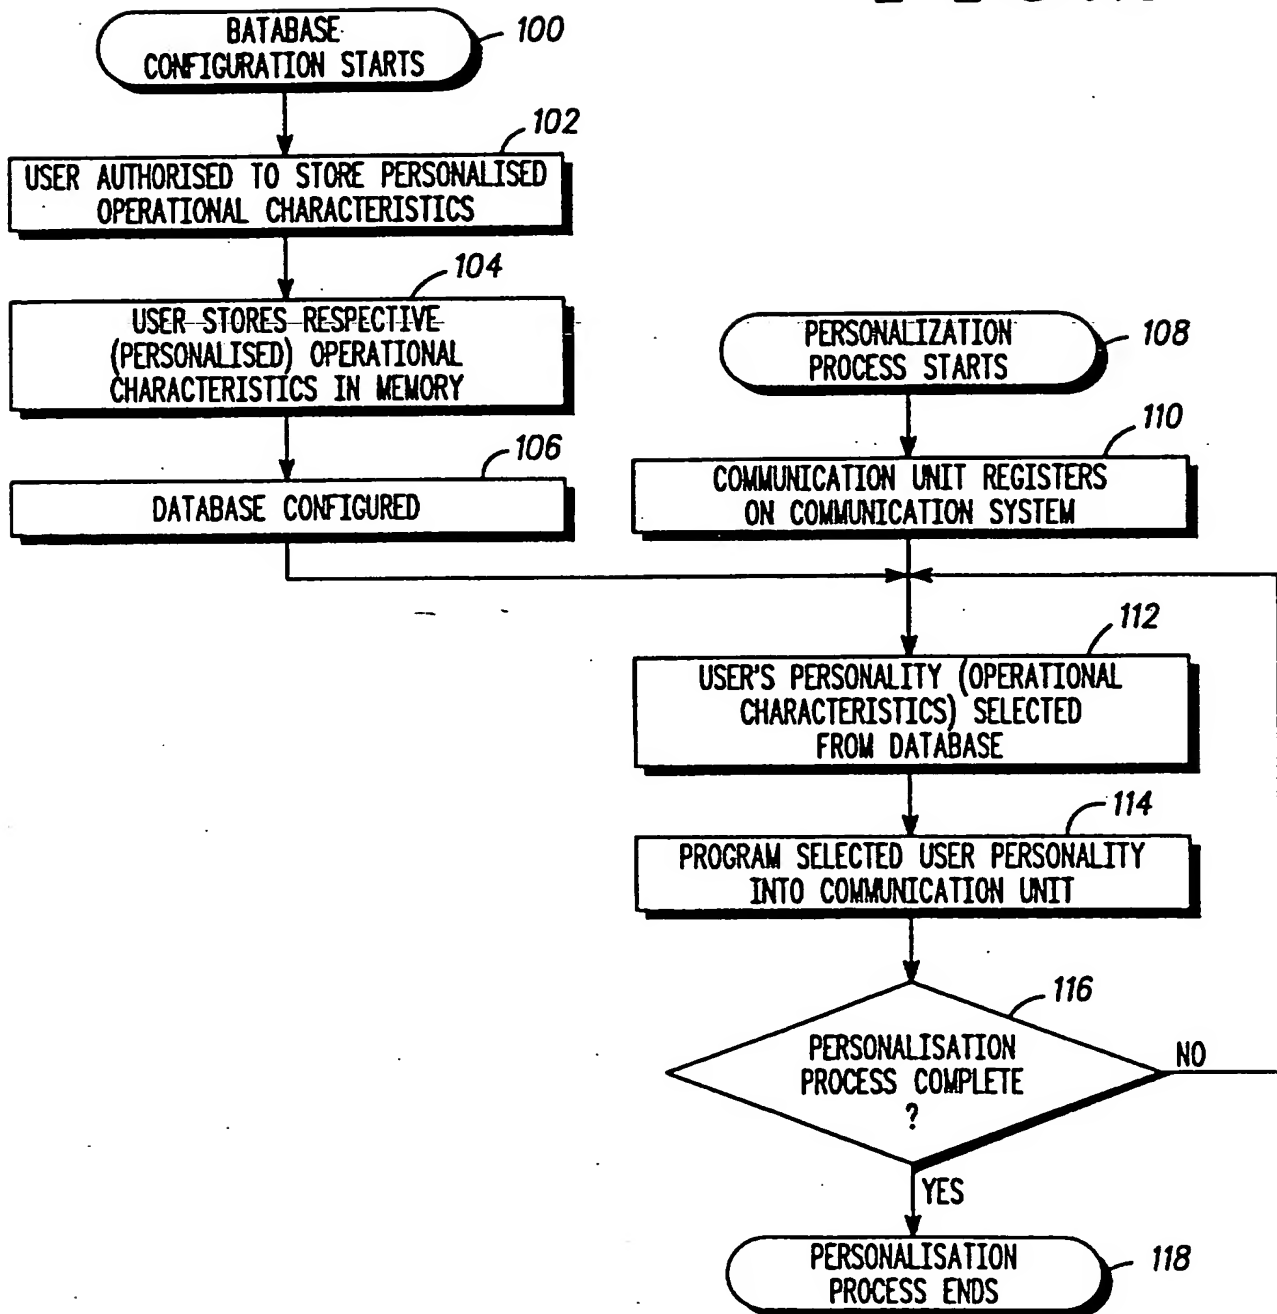 BATABASE
CONFIGURATION STARTS
100
102
USER AUTHORISED TO STORE PERSONALISED
OPERATIONAL CHARACTERISTICS
104
USER STORES RESPECTIVE
(PERSONALISED) OPERATIONAL
CHARACTERISTICS IN MEMORY
106
DATABASE CONFIGURED
PERSONALIZATION
PROCESS STARTS
108
110
COMMUNICATION UNIT REGISTERS
ON COMMUNICATION SYSTEM
112
USER'S PERSONALITY (OPERATIONAL
CHARACTERISTICS) SELECTED
FROM DATABASE
114
PROGRAM SELECTED USER PERSONALITY
INTO COMMUNICATION UNIT
116
PERSONALISATION
PROCESS COMPLETE
?
NO
YES
PERSONALISATION
PROCESS ENDS
118